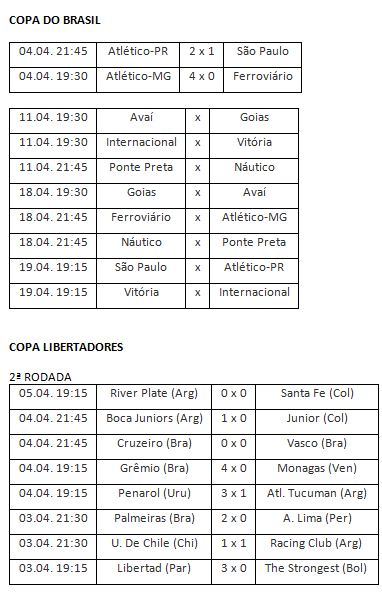 COPA DO BRASIL
04.04. 21:45 Atlético-PR 2 x 1 São Paulo
04.04. 19:30 Atlético-MG 4 x 0 Ferroviário
11.04. 19:30 Avaí x Goias
11.04. 19:30 Internacional x Vitória
11.04. 21:45 Ponte Preta x Náutico
18.04. 19:30 Goias x Avaí
18.04. 21:45 Ferroviário x Atlético-MG
18.04. 21:45 Náutico x Ponte Preta
19.04. 19:15 São Paulo x Atlético-PR
19.04. 19:15 Vitória x Internacional
COPA LIBERTADORES
2ª RODADA
05.04. 19:15 River Plate (Arg) 0 x 0 Santa Fe (Col)
04.04. 21:45 Boca Juniors (Arg) 1 x 0 Junior (Col)
04.04. 21:45 Cruzeiro (Bra) 0 x 0 Vasco (Bra)
04.04. 19:15 Grêmio (Bra) 4 x 0 Monagas (Ven)
04.04. 19:15 Penarol (Uru) 3 x 1 Atl. Tucuman (Arg)
03.04. 21:30 Palmeiras (Bra) 2 x 0 A. Lima (Per)
03.04. 21:30 U. De Chile (Chi) 1 x 1 Racing Club (Arg)
03.04. 19:15 Libertad (Par) 3 x 0 The Strongest (Bol)